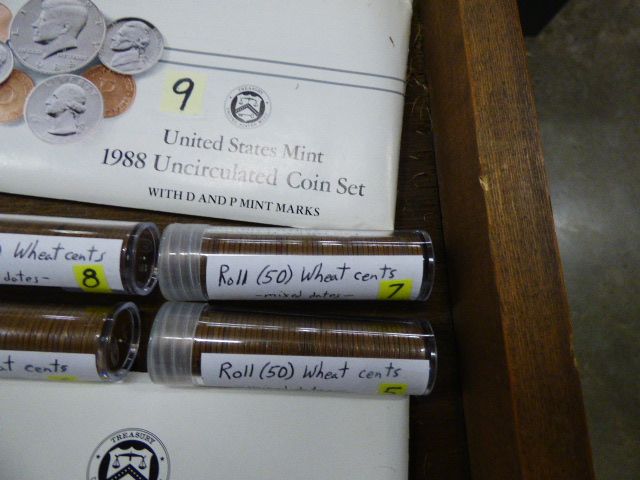 9
United States Mint
1988 Uncirculated Coin Set
WITH D AND P MINT MARKS
) Wheat cents
dates-
8
Roll (50) Wheat cents
-mixed dates-
7
cents
Roll (50) Wheat cents
5
TREASURY